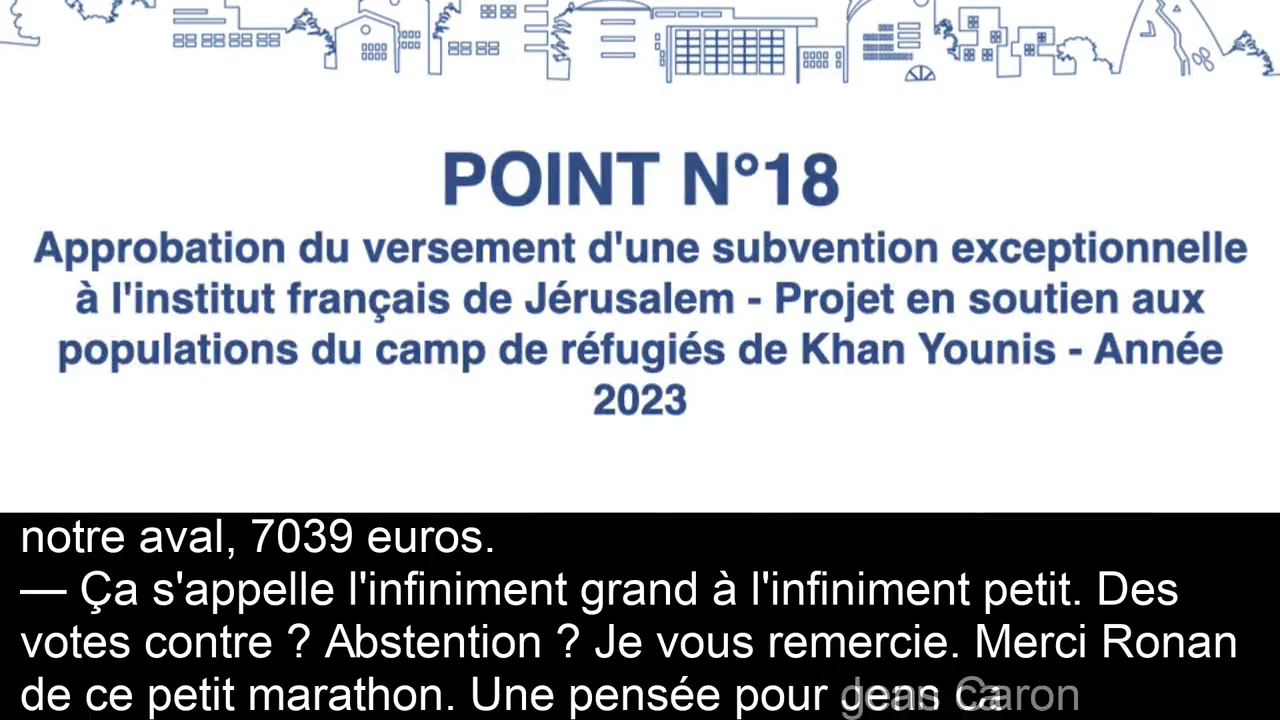 POINT N°18
Approbation du versement d'une subvention exceptionnelle
à l'institut français de Jérusalem - Projet en soutien aux
populations du camp de réfugiés de Khan Younis - Année
2023
notre aval, 7039 euros.
— Ça s'appelle l'infiniment grand à l'infiniment petit. Des
votes contre ? Abstention ? Je vous remercie. Merci Ronan
de ce petit marathon. Une pensée pour